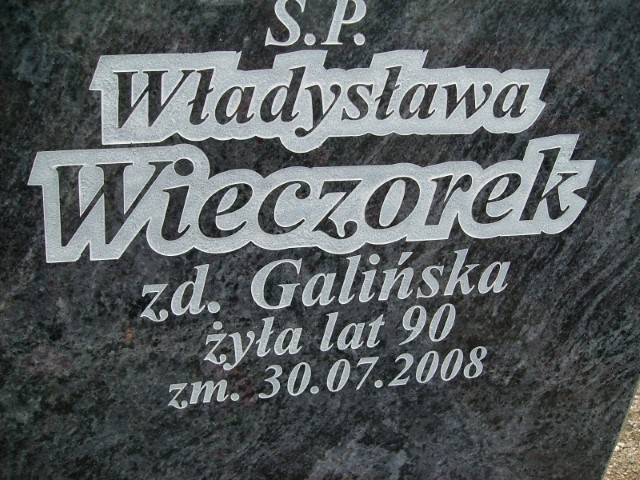 Ś.P.
Władysława
Wieczorek
zd. Galińska
żyła lat 90
zm. 30.07.2008